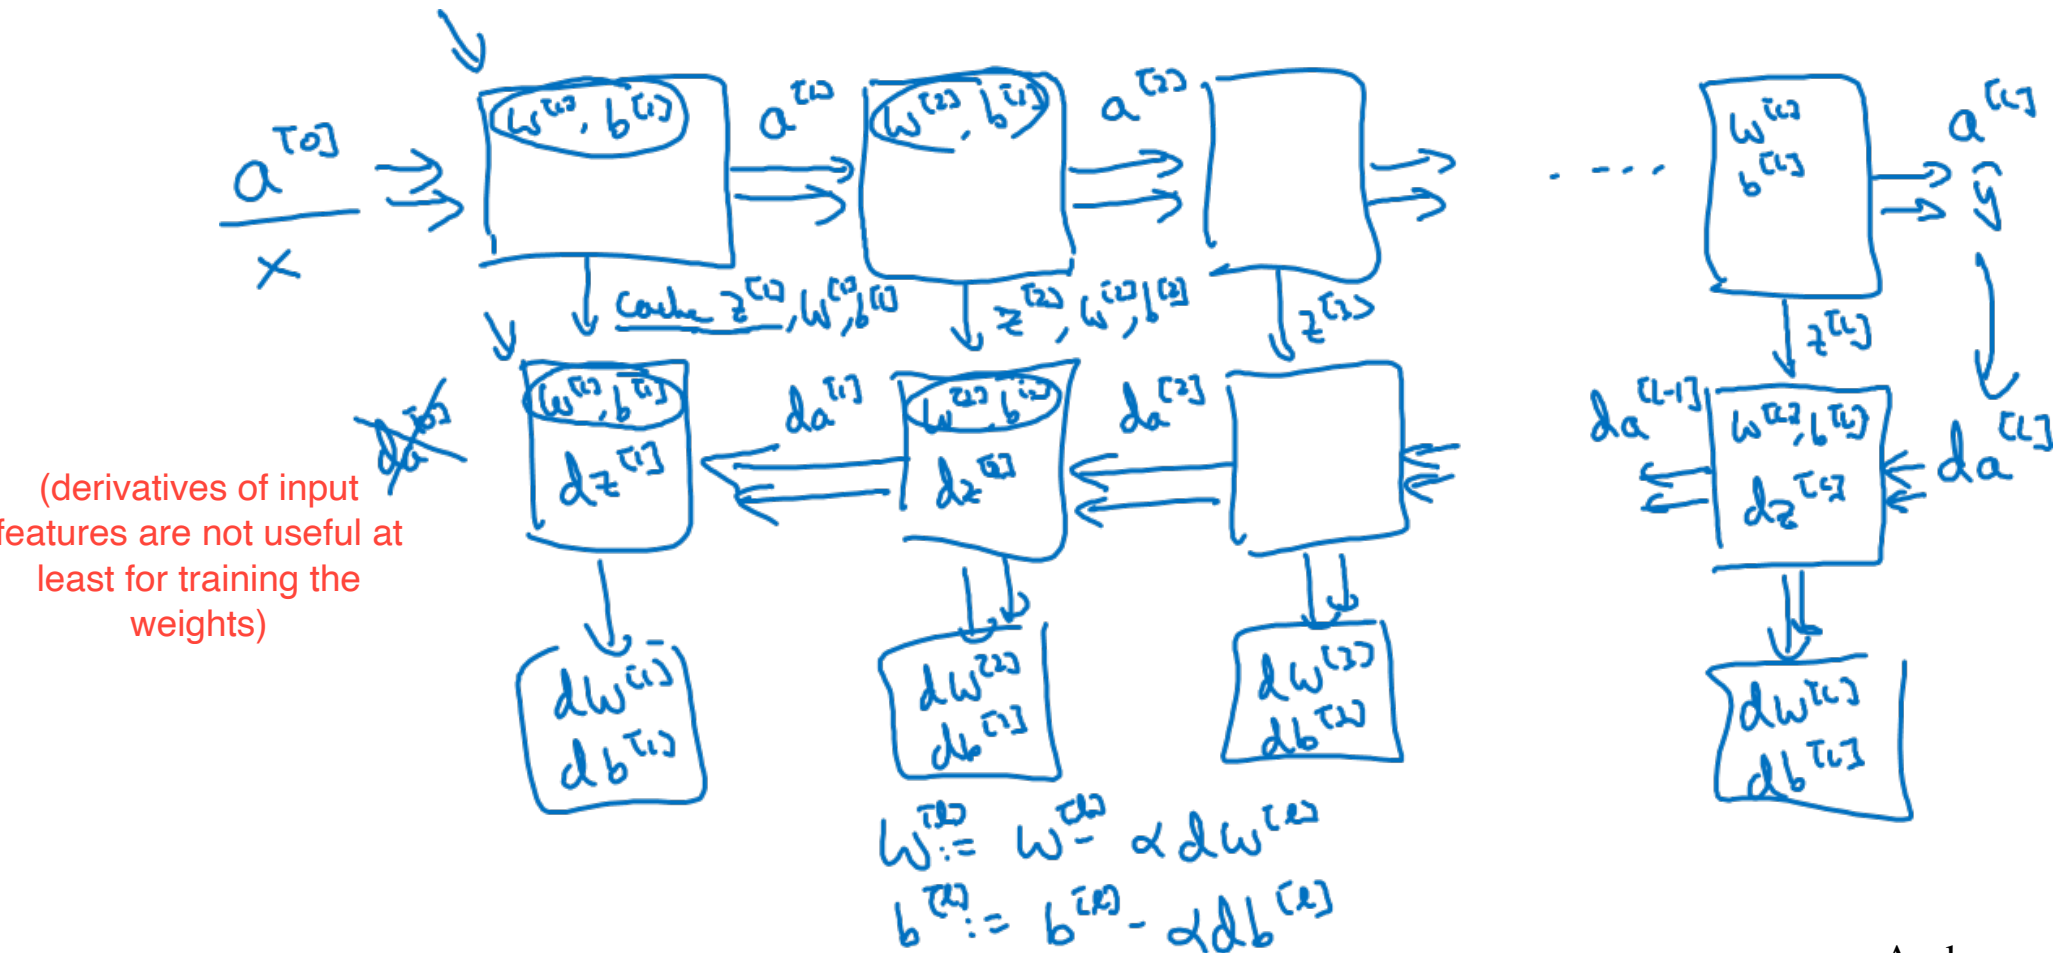 a^[0]
x
w^[1], b^[1]
a^[1]
w^[2], b^[1]
a^[2]
w^[L]
b^[L]
a^[L]
ŷ
cache z^[1], w^[1], b^[1]
z^[2], w^[2], b^[2]
z^[3]
z^[L]
da^[0]
w^[1], b^[1]
dz^[1]
da^[1]
w^[2], b^[2]
dz^[2]
da^[2]
da^[L-1]
w^[L], b^[L]
dz^[L]
da^[L]
(derivatives of input
features are not useful at
least for training the
weights)
dw^[1]
db^[1]
dw^[2]
db^[2]
dw^[3]
db^[3]
dw^[L]
db^[L]
w^[l] := w^[l] - αdw^[l]
b^[l] := b^[l] - αdb^[l]